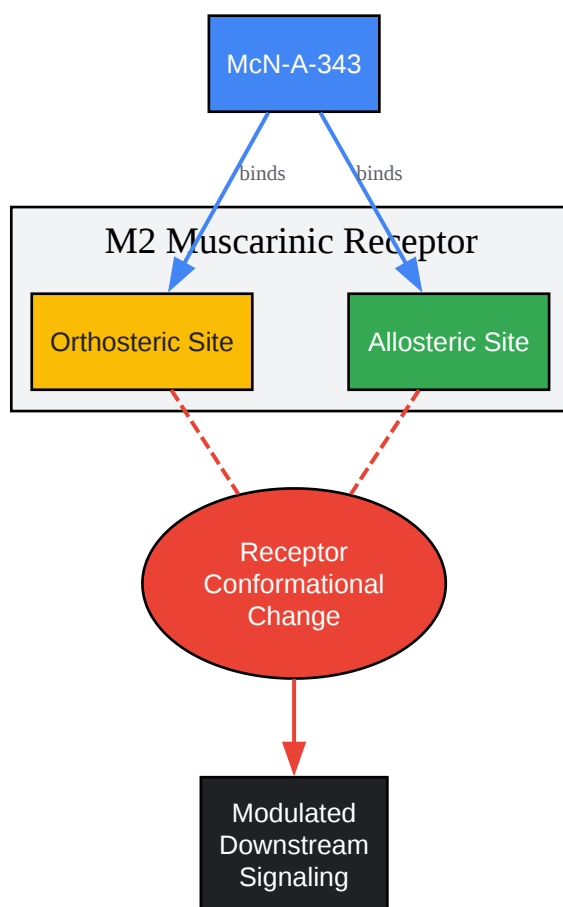 McN-A-343
binds
binds
M2 Muscarinic Receptor
Orthosteric Site
Allosteric Site
Receptor
Conformational
Change
Modulated
Downstream
Signaling